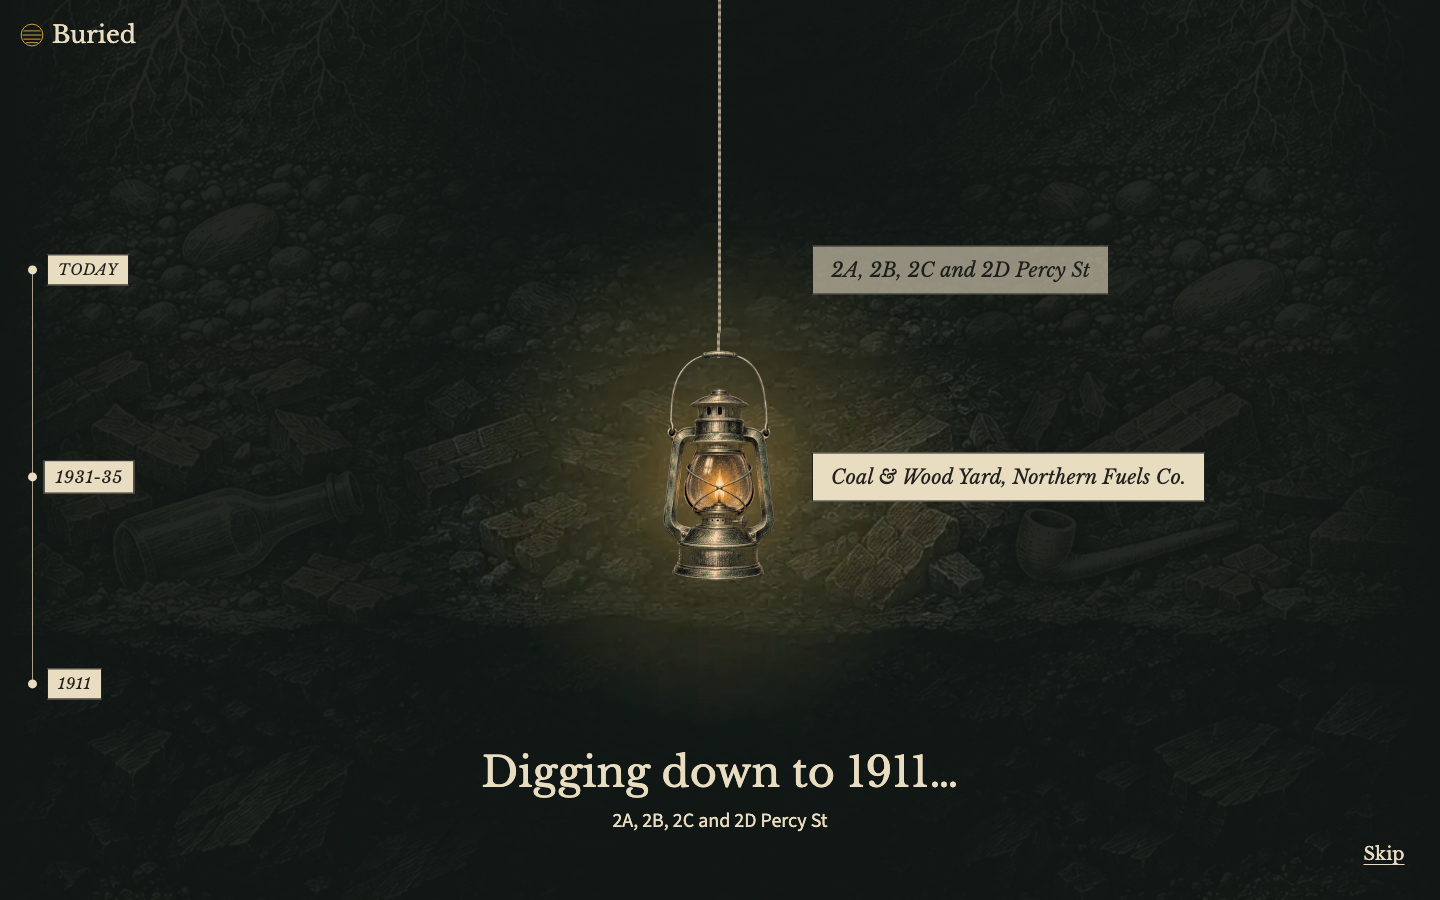 Buried
TODAY
2A, 2B, 2C and 2D Percy St
1931-35
Coal & Wood Yard, Northern Fuels Co.
1911
Digging down to 1911...
2A, 2B, 2C and 2D Percy St
Skip